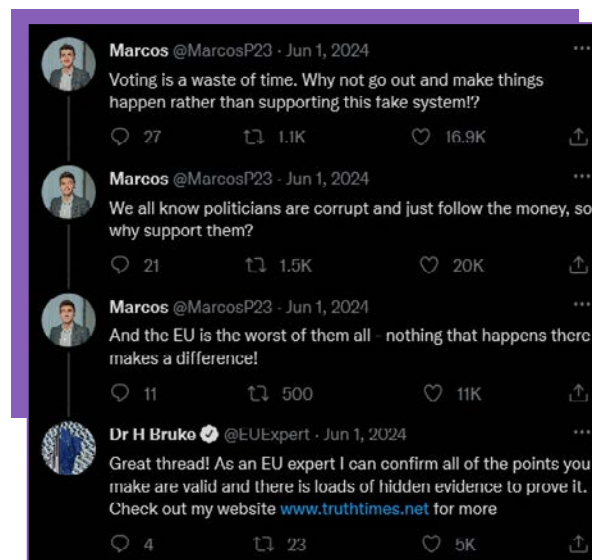 Marcos @MarcosP23 · Jun 1, 2024
Voting is a waste of time. Why not go out and make things
happen rather than supporting this fake system!?
27 1.1K 16.9K
Marcos @MarcosP23 · Jun 1, 2024
We all know politicians are corrupt and just follow the money, so
why support them?
21 1.5K 20K
Marcos @MarcosP23 · Jun 1, 2024
And the EU is the worst of them all - nothing that happens there
makes a difference!
11 500 11K
Dr H Bruke @EUExpert · Jun 1, 2024
Great thread! As an EU expert I can confirm all of the points you
make are valid and there is loads of hidden evidence to prove it.
Check out my website www.truthtimes.net for more
4 23 5K